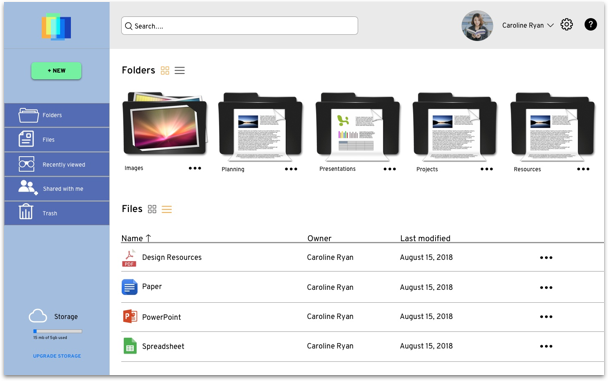 Search....
Caroline Ryan
?
+ NEW
Folders
Files
Recently viewed
Shared with me
Trash
Storage
15 mb of 5gb used
UPGRADE STORAGE
Folders
Images
Planning
Presentations
Projects
Resources
Files
Name ↑ Owner Last modified
PDF Design Resources Caroline Ryan August 15, 2018
Paper Caroline Ryan August 15, 2018
P PowerPoint Caroline Ryan August 15, 2018
Spreadsheet Caroline Ryan August 15, 2018